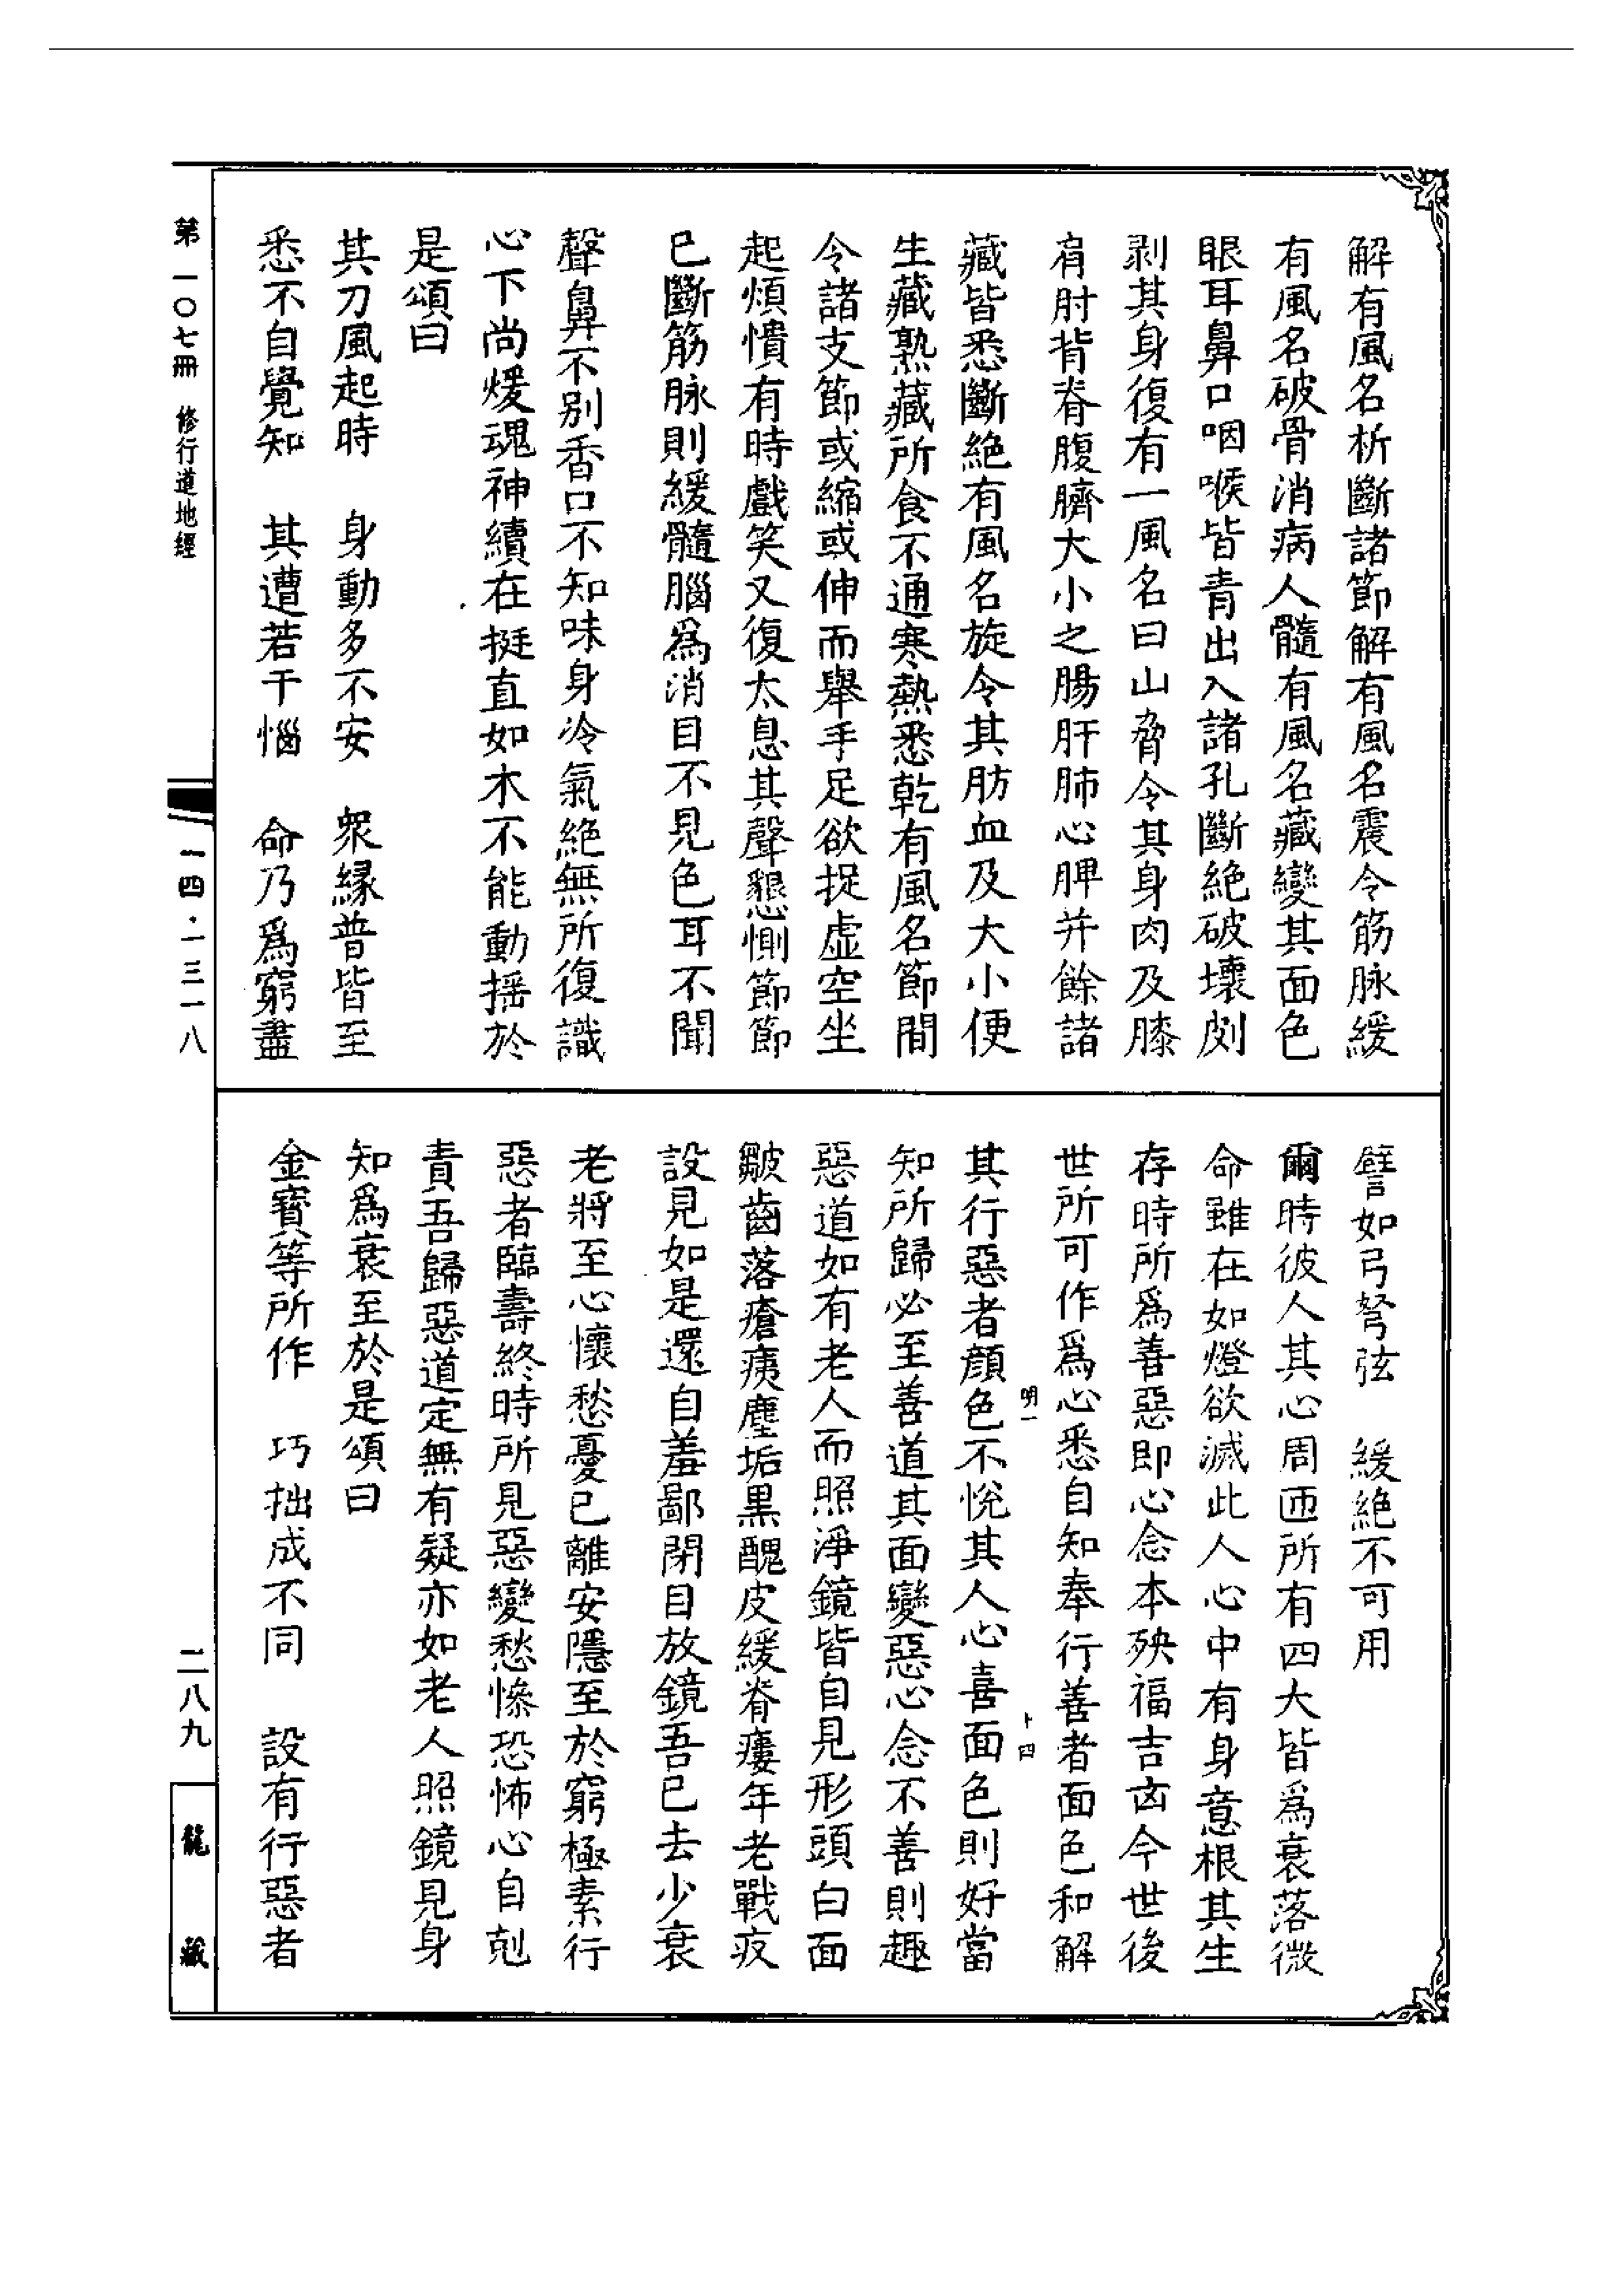 解有風名析斷諸節解有風名震令筋脉緩
有風名破骨消病人髓有風名藏變其面色
眼耳鼻口咽喉皆青出入諸孔斷絶破壞剫
剥其身復有一風名曰山脅令其身肉及膝
肩肘背脊腹臍大小之腸肝肺心脾并餘諸
藏皆悉斷絶有風名旋令其肪血及大小便
生藏熟藏所食不通寒熱悉乾有風名節間
令諸支節或縮或伸而舉手足欲捉虚空坐
起煩憒有時戲笑又復太息其聲懇惻節節
已斷筋脉則緩髓腦爲消目不見色耳不聞
聲鼻不别香口不知味身冷氣絶無所復識
心下尚煖魂神續在挺直如木不能動揺於
是頌曰
其刀風起時　身動多不安　衆縁普皆至
悉不自覺知　其遭若干惱　命乃爲窮盡
譬如弓弩弦　緩絶不可用
爾時彼人其心周匝所有四大皆爲衰落微
命雖在如燈欲滅此人心中有身意根其生
存時所爲善惡即心念本殃福吉㐫今世後
世所可作爲心悉自知奉行善者面色和解
明一　卜四
其行惡者顔色不悅其人心喜面色則好當
知所歸必至善道其面變惡心念不善則趣
惡道如有老人而照淨鏡皆自見形頭白面
皺齒落瘡痍塵垢黒醜皮緩脊瘻年老戰疢
設見如是還自羞鄙閉目放鏡吾已去少衰
老將至心懷愁憂已離安隱至於窮極素行
惡者臨壽終時所見惡變愁慘恐怖心自剋
責吾歸惡道定無有疑亦如老人照鏡見身
知爲衰至於是頌曰
金寳等所作　巧拙成不同　設有行惡者
第一〇七冊　修行道地經
一四·一三一八
二八九
龍藏